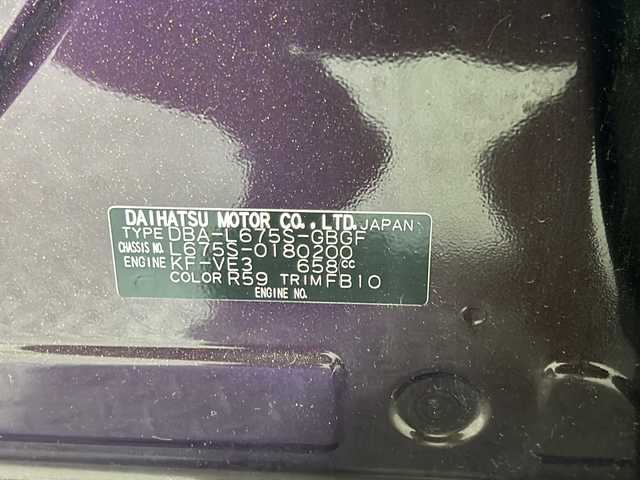 DAIHATSU MOTOR CO., LTD. JAPAN
TYPE DBA-L675S-GBGF
CHASSIS NO. L675S-0180200
ENGINE KF-VE3 658cc
COLOR R59 TRIM FB10
ENGINE NO.